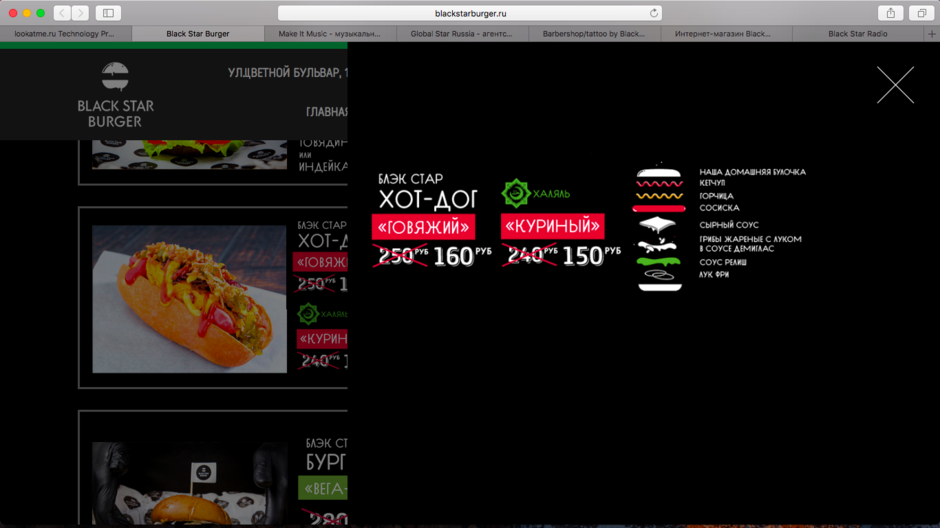 blackstarburger.ru
lookatme.ru Technology Pr...
Black Star Burger
Make It Music - музыкальн...
Global Star Russia - агентс...
Barbershop/tattoo by Black...
Интернет-магазин Black...
Black Star Radio
BLACK STAR
BURGER
УЛ.ЦВЕТНОЙ БУЛЬВАР, 1
ГЛАВНАЯ
ГОВЯДИН
ИЛИ
ИНДЕЙКА
БЛЭК СТАР
ХОТ-Д
«ГОВЯЖ
250 РУБ 1
ХАЛЯЛЬ
«КУРИН
240 РУБ 1
БЛЭК СТ
БУРГ
«ВЕГА-
280
БЛЭК СТАР
ХОТ-ДОГ
«ГОВЯЖИЙ»
250 РУБ 160 РУБ
ХАЛЯЛЬ
«КУРИНЫЙ»
240 РУБ 150 РУБ
НАША ДОМАШНЯЯ БУЛОЧКА
КЕТЧУП
ГОРЧИЦА
СОСИСКА
СЫРНЫЙ СОУС
ГРИБЫ ЖАРЕНЫЕ С ЛУКОМ
В СОУСЕ ДЕМИГЛАС
СОУС РЕЛИШ
ЛУК ФРИ